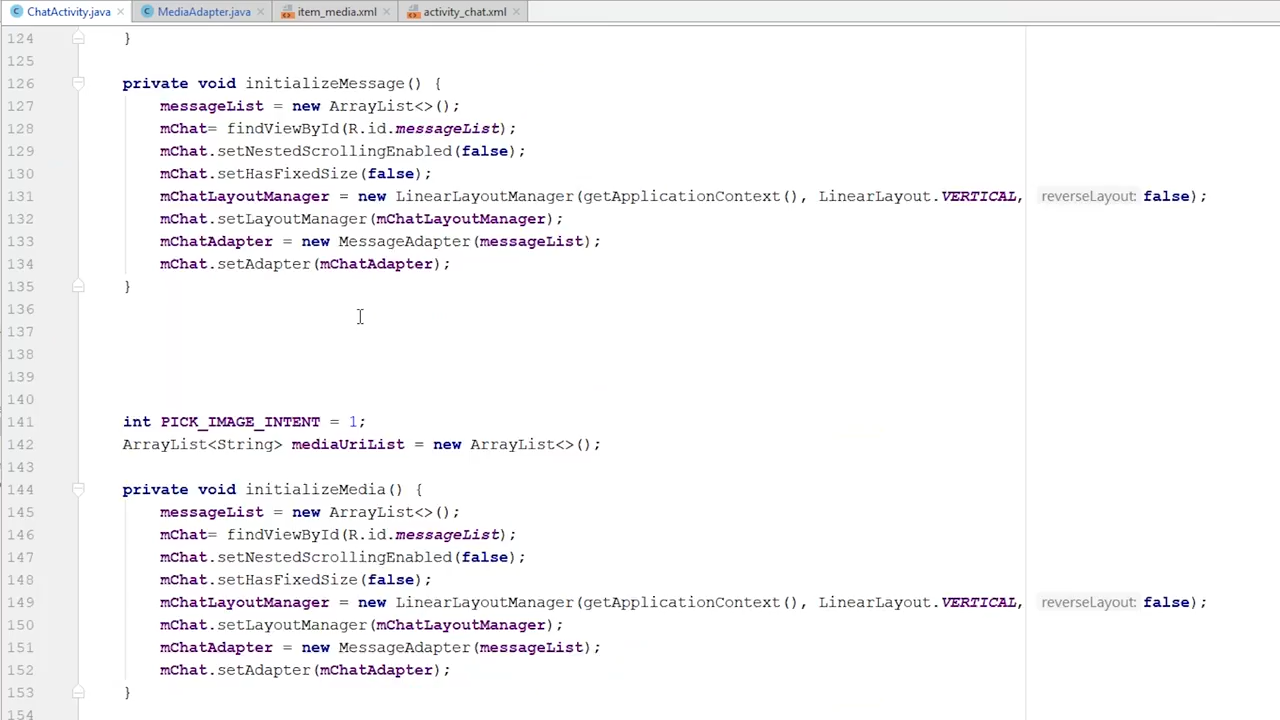 ChatActivity.java MediaAdapter.java item_media.xml activity_chat.xml
124 }
125
126 private void initializeMessage() {
127 messageList = new ArrayList<>();
128 mChat= findViewById(R.id.messageList);
129 mChat.setNestedScrollingEnabled(false);
130 mChat.setHasFixedSize(false);
131 mChatLayoutManager = new LinearLayoutManager(getApplicationContext(), LinearLayout.VERTICAL, reverseLayout: false);
132 mChat.setLayoutManager(mChatLayoutManager);
133 mChatAdapter = new MessageAdapter(messageList);
134 mChat.setAdapter(mChatAdapter);
135 }
136
137
138
139
140
141 int PICK_IMAGE_INTENT = 1;
142 ArrayList<String> mediaUriList = new ArrayList<>();
143
144 private void initializeMedia() {
145 messageList = new ArrayList<>();
146 mChat= findViewById(R.id.messageList);
147 mChat.setNestedScrollingEnabled(false);
148 mChat.setHasFixedSize(false);
149 mChatLayoutManager = new LinearLayoutManager(getApplicationContext(), LinearLayout.VERTICAL, reverseLayout: false);
150 mChat.setLayoutManager(mChatLayoutManager);
151 mChatAdapter = new MessageAdapter(messageList);
152 mChat.setAdapter(mChatAdapter);
153 }
154